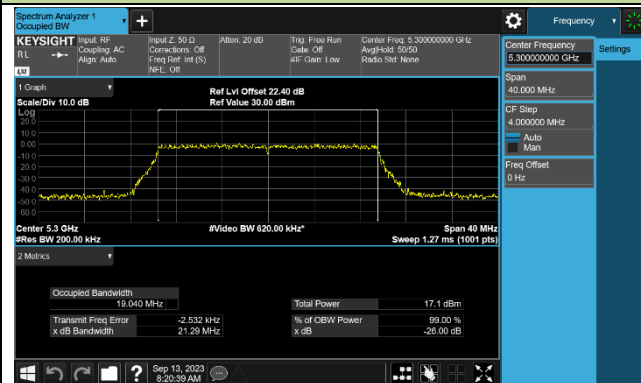 Spectrum Analyzer 1
Occupied BW
Frequency
KEYSIGHT
RL
LXI
Input: RF
Coupling: AC
Align: Auto
Input Z: 50 Ω
Corrections: Off
Freq Ref: Int (S)
NFE: Off
Atten: 20 dB
Trig: Free Run
Gate: Off
#IF Gain: Low
Center Freq: 5.300000000 GHz
Avg|Hold: 50/50
Radio Std: None
Center Frequency
5.300000000 GHz
Settings
Span
40.000 MHz
CF Step
4.000000 MHz
Auto
Man
Freq Offset
0 Hz
1 Graph
Scale/Div 10.0 dB
Ref Lvl Offset 22.40 dB
Ref Value 30.00 dBm
Log
20.0
10.0
0.00
-10.0
-20.0
-30.0
-40.0
-50.0
-60.0
Center 5.3 GHz
#Video BW 620.00 kHz*
Span 40 MHz
#Res BW 200.00 kHz
Sweep 1.27 ms (1001 pts)
2 Metrics
Occupied Bandwidth
19.040 MHz
Total Power 17.1 dBm
Transmit Freq Error -2.532 kHz
% of OBW Power 99.00 %
x dB Bandwidth 21.29 MHz
x dB -26.00 dB
Sep 13, 2023
8:20:39 AM